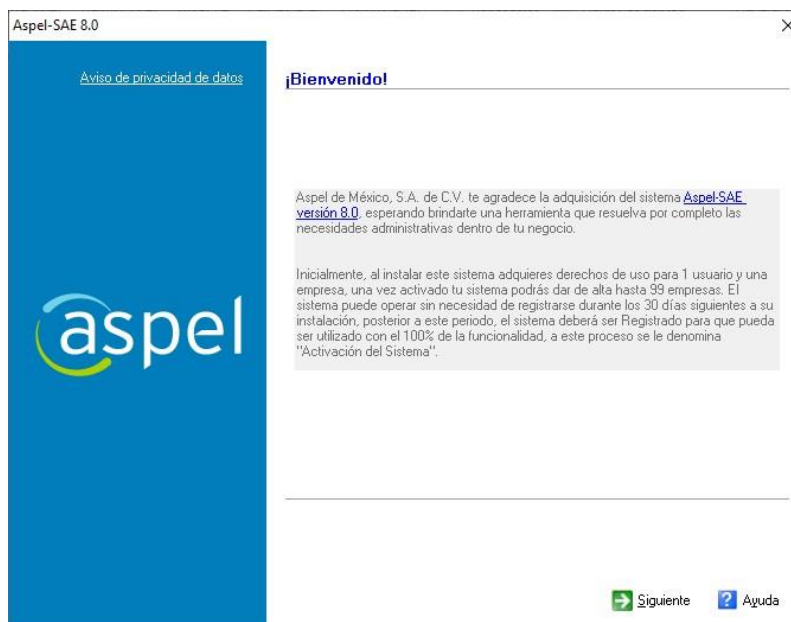 Aspel-SAE 8.0
Aviso de privacidad de datos
¡Bienvenido!
Aspel de México, S.A. de C.V. te agradece la adquisición del sistema Aspel-SAE
versión 8.0, esperando brindarte una herramienta que resuelva por completo las
necesidades administrativas dentro de tu negocio.
Inicialmente, al instalar este sistema adquieres derechos de uso para 1 usuario y una
empresa, una vez activado tu sistema podrás dar de alta hasta 99 empresas. El
sistema puede operar sin necesidad de registrarse durante los 30 días siguientes a su
instalación, posterior a este periodo, el sistema deberá ser Registrado para que pueda
ser utilizado con el 100% de la funcionalidad, a este proceso se le denomina
"Activación del Sistema".
aspel
Siguiente
Ayuda